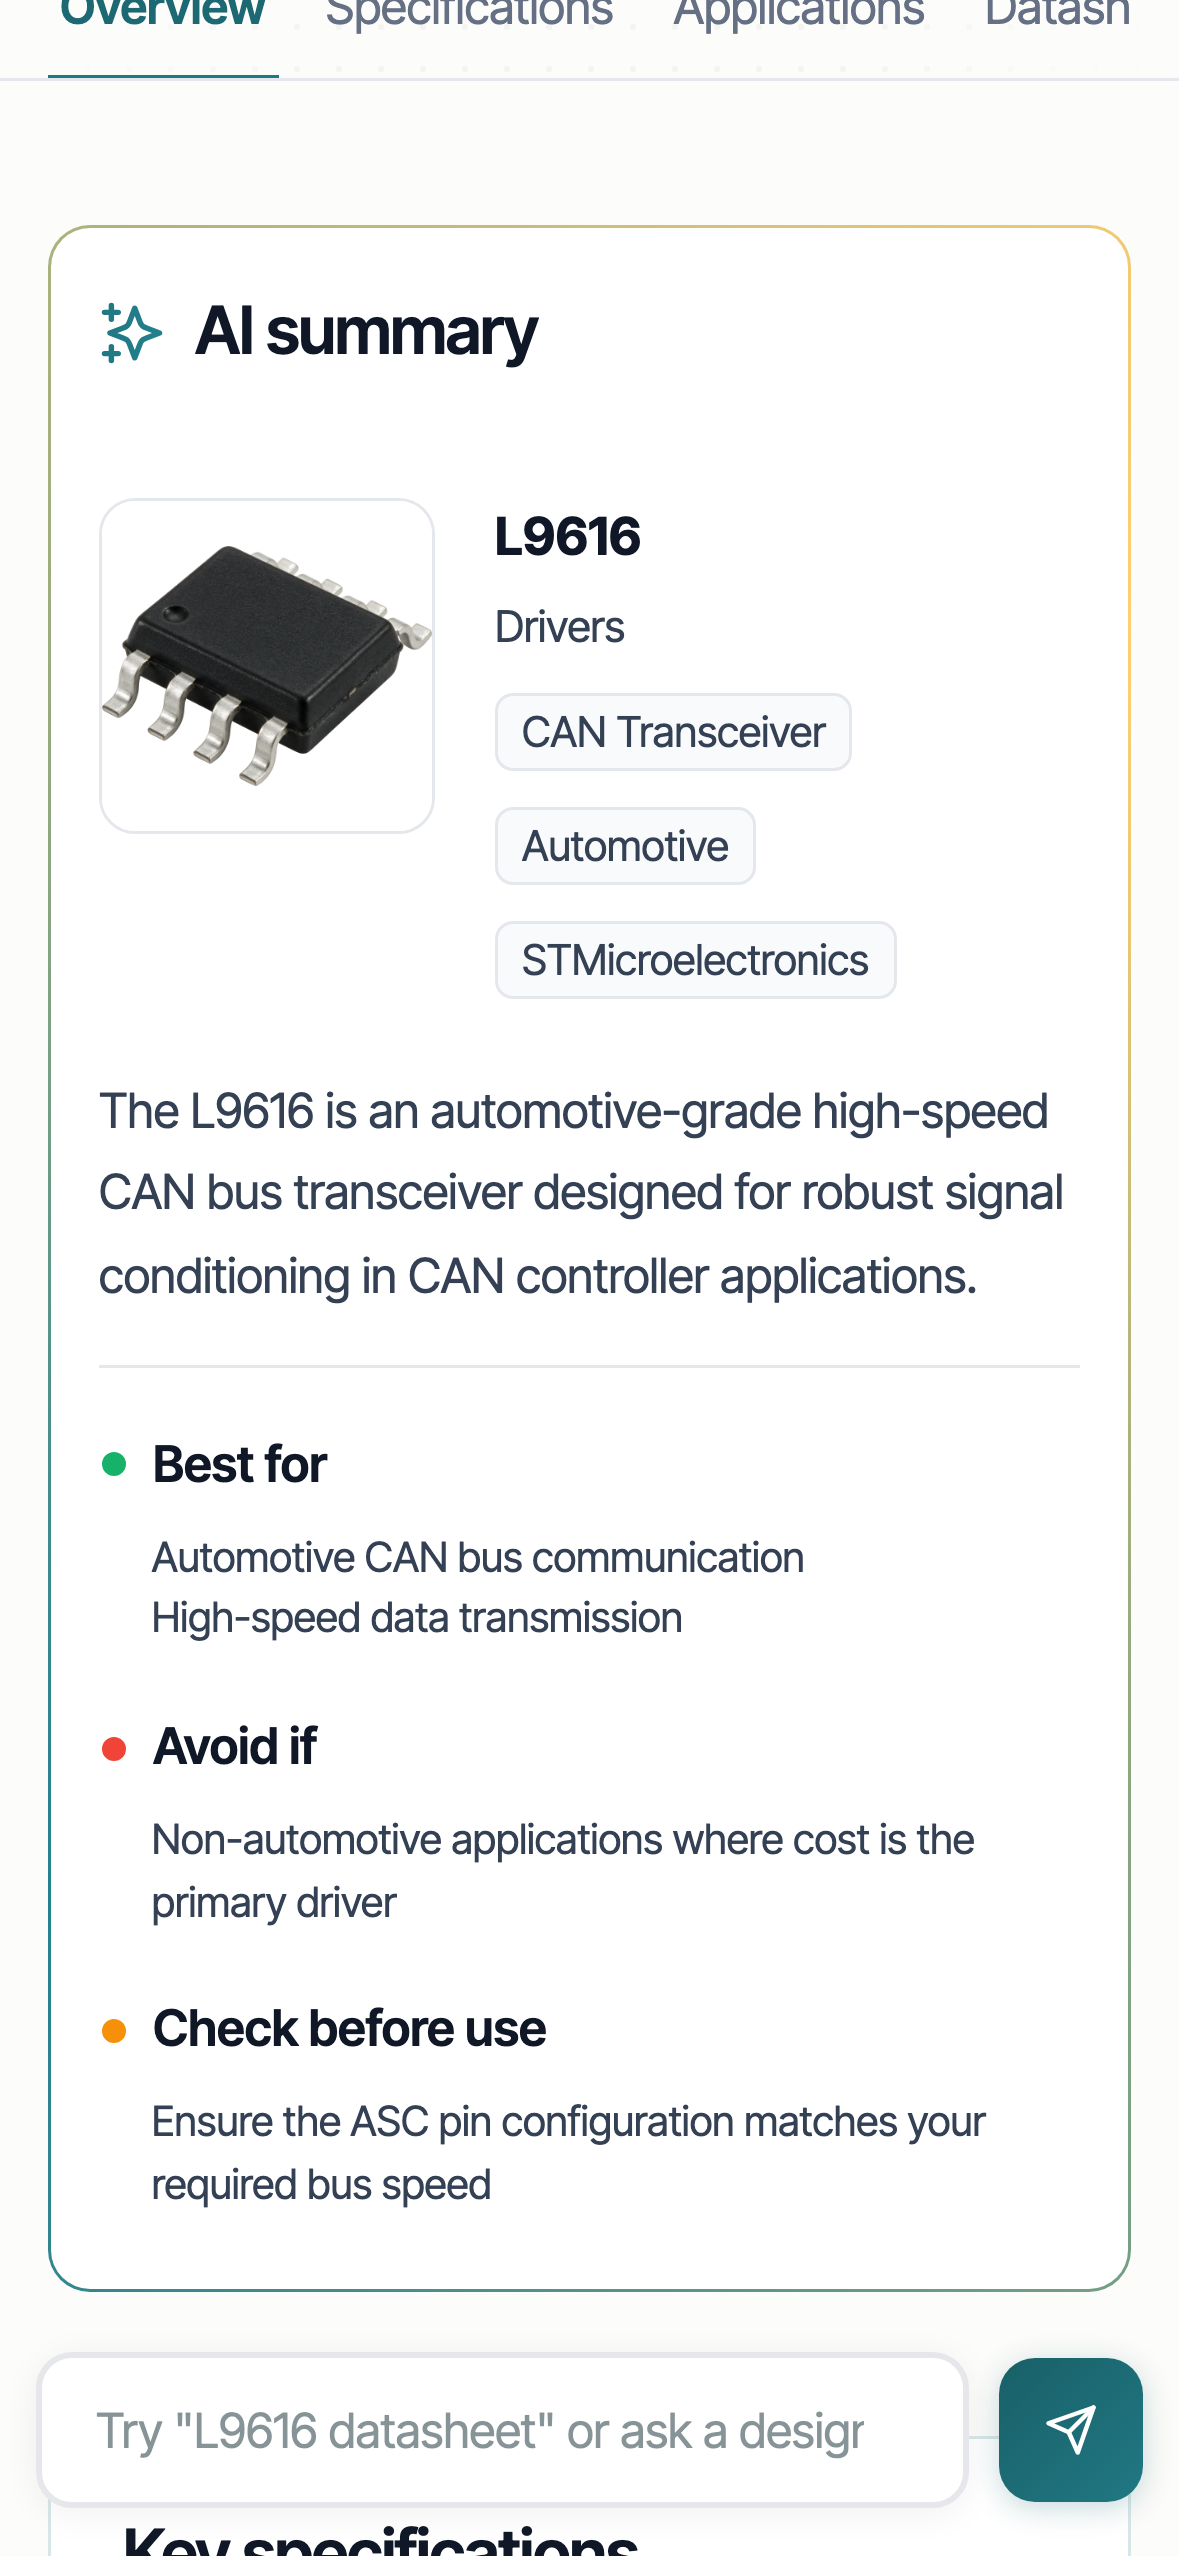 Overview Specifications Applications Datash
AI summary
L9616
Drivers
CAN Transceiver
Automotive
STMicroelectronics
The L9616 is an automotive-grade high-speed
CAN bus transceiver designed for robust signal
conditioning in CAN controller applications.
Best for
Automotive CAN bus communication
High-speed data transmission
Avoid if
Non-automotive applications where cost is the
primary driver
Check before use
Ensure the ASC pin configuration matches your
required bus speed
Try "L9616 datasheet" or ask a desigr
Key specifications